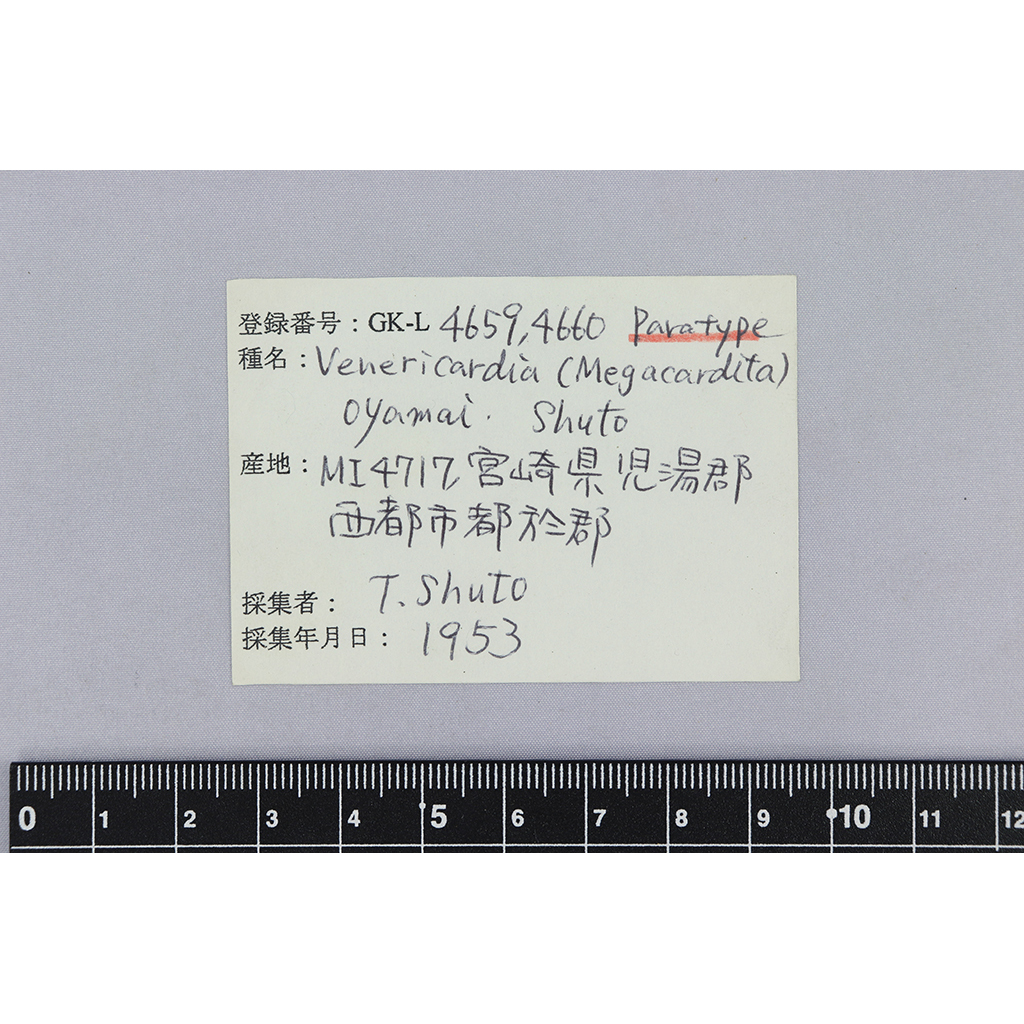 登録番号：GK-L 4659,4660 Paratype
種名：Venericardia (Megacardita)
oyamai. Shuto
産地：MI4717, 宮崎県児湯郡
西都市都於郡
採集者： T. Shuto
採集年月日： 1953
0 1 2 3 4 5 6 7 8 9 10 11 12